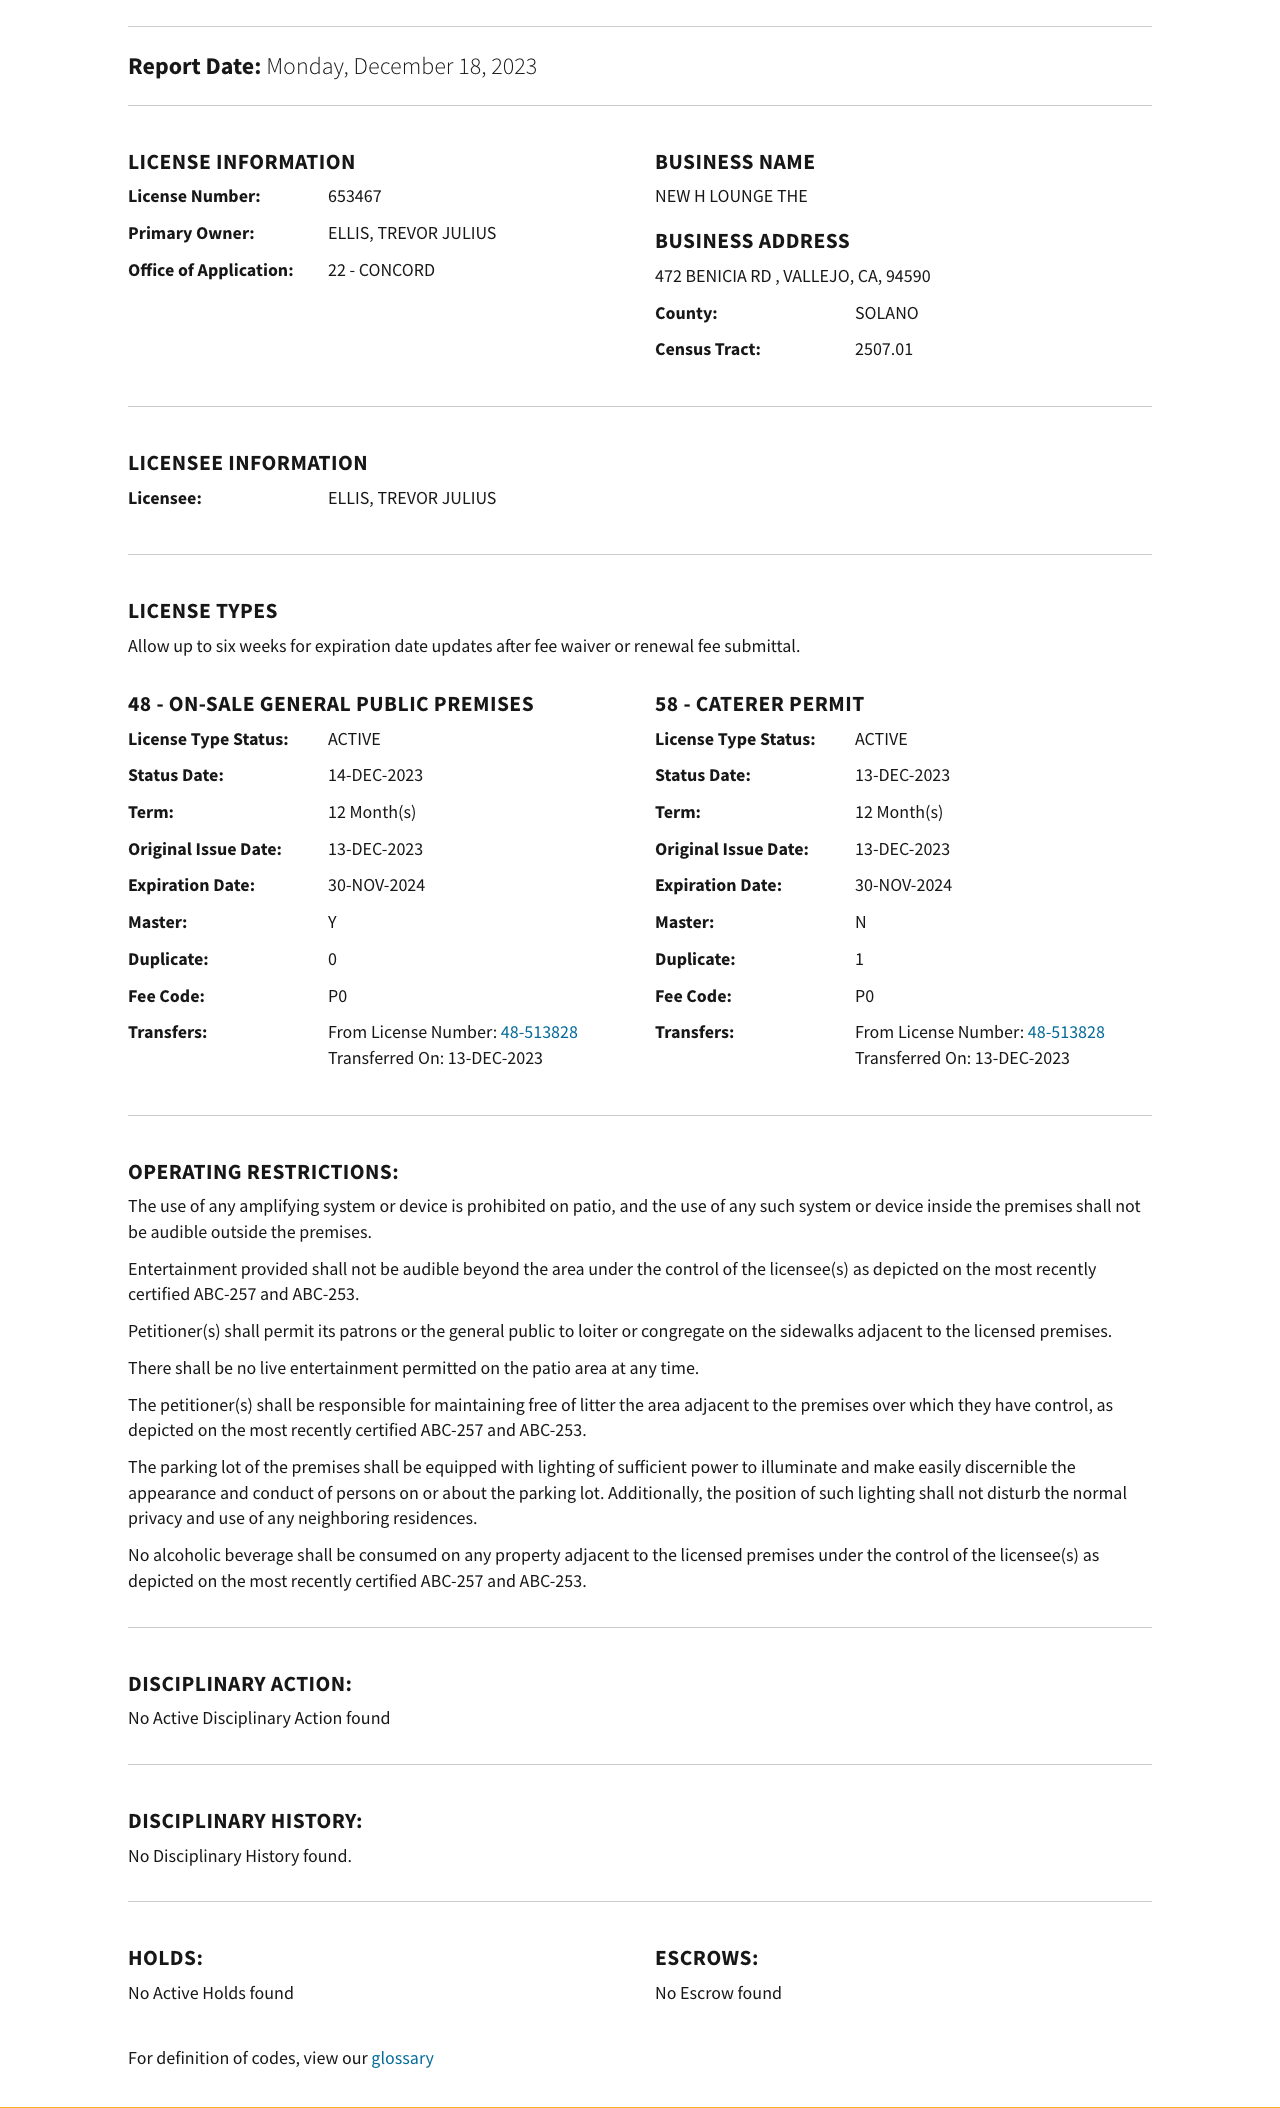 Report Date: Monday, December 18, 2023
LICENSE INFORMATION
License Number: 653467
Primary Owner: ELLIS, TREVOR JULIUS
Office of Application: 22 - CONCORD
BUSINESS NAME
NEW H LOUNGE THE
BUSINESS ADDRESS
472 BENICIA RD , VALLEJO, CA, 94590
County: SOLANO
Census Tract: 2507.01
LICENSEE INFORMATION
Licensee: ELLIS, TREVOR JULIUS
LICENSE TYPES
Allow up to six weeks for expiration date updates after fee waiver or renewal fee submittal.
48 - ON-SALE GENERAL PUBLIC PREMISES
License Type Status: ACTIVE
Status Date: 14-DEC-2023
Term: 12 Month(s)
Original Issue Date: 13-DEC-2023
Expiration Date: 30-NOV-2024
Master: Y
Duplicate: 0
Fee Code: P0
Transfers: From License Number: 48-513828
Transferred On: 13-DEC-2023
58 - CATERER PERMIT
License Type Status: ACTIVE
Status Date: 13-DEC-2023
Term: 12 Month(s)
Original Issue Date: 13-DEC-2023
Expiration Date: 30-NOV-2024
Master: N
Duplicate: 1
Fee Code: P0
Transfers: From License Number: 48-513828
Transferred On: 13-DEC-2023
OPERATING RESTRICTIONS:
The use of any amplifying system or device is prohibited on patio, and the use of any such system or device inside the premises shall not
be audible outside the premises.
Entertainment provided shall not be audible beyond the area under the control of the licensee(s) as depicted on the most recently
certified ABC-257 and ABC-253.
Petitioner(s) shall permit its patrons or the general public to loiter or congregate on the sidewalks adjacent to the licensed premises.
There shall be no live entertainment permitted on the patio area at any time.
The petitioner(s) shall be responsible for maintaining free of litter the area adjacent to the premises over which they have control, as
depicted on the most recently certified ABC-257 and ABC-253.
The parking lot of the premises shall be equipped with lighting of sufficient power to illuminate and make easily discernible the
appearance and conduct of persons on or about the parking lot. Additionally, the position of such lighting shall not disturb the normal
privacy and use of any neighboring residences.
No alcoholic beverage shall be consumed on any property adjacent to the licensed premises under the control of the licensee(s) as
depicted on the most recently certified ABC-257 and ABC-253.
DISCIPLINARY ACTION:
No Active Disciplinary Action found
DISCIPLINARY HISTORY:
No Disciplinary History found.
HOLDS:
No Active Holds found
ESCROWS:
No Escrow found
For definition of codes, view our glossary